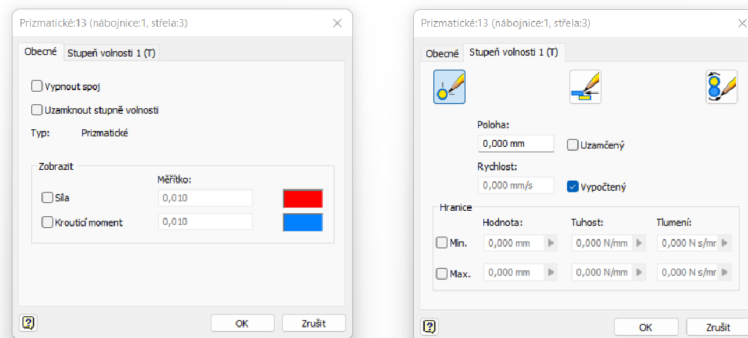 Prizmatické:13 (nábojnice:1, střela:3)
Obecné Stupeň volnosti 1 (T)
Vypnout spoj
Uzamknout stupně volnosti
Typ: Prizmatické
Zobrazit
Měřítko:
Síla 0,010
Krouticí moment 0,010
OK Zrušit
Prizmatické:13 (nábojnice:1, střela:3)
Obecné Stupeň volnosti 1 (T)
Poloha:
0,000 mm Uzamčený
Rychlost:
0,000 mm/s Vypočtený
Hranice
Hodnota: Tuhost: Tlumení:
Min. 0,000 mm 0,000 N/mm 0,000 N s/mr
Max. 0,000 mm 0,000 N/mm 0,000 N s/mr
OK Zrušit